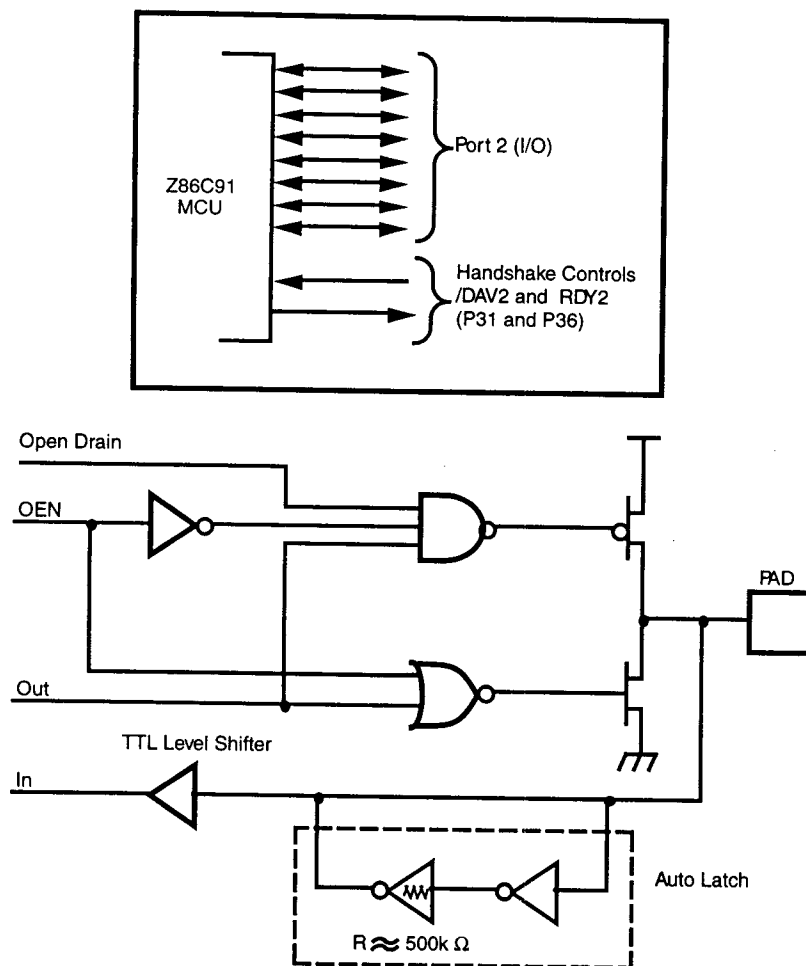 Z86C91
MCU
Port 2 (I/O)
Handshake Controls
/DAV2 and RDY2
(P31 and P36)
Open Drain
OEN
PAD
Out
TTL Level Shifter
In
Auto Latch
R ≈ 500k Ω